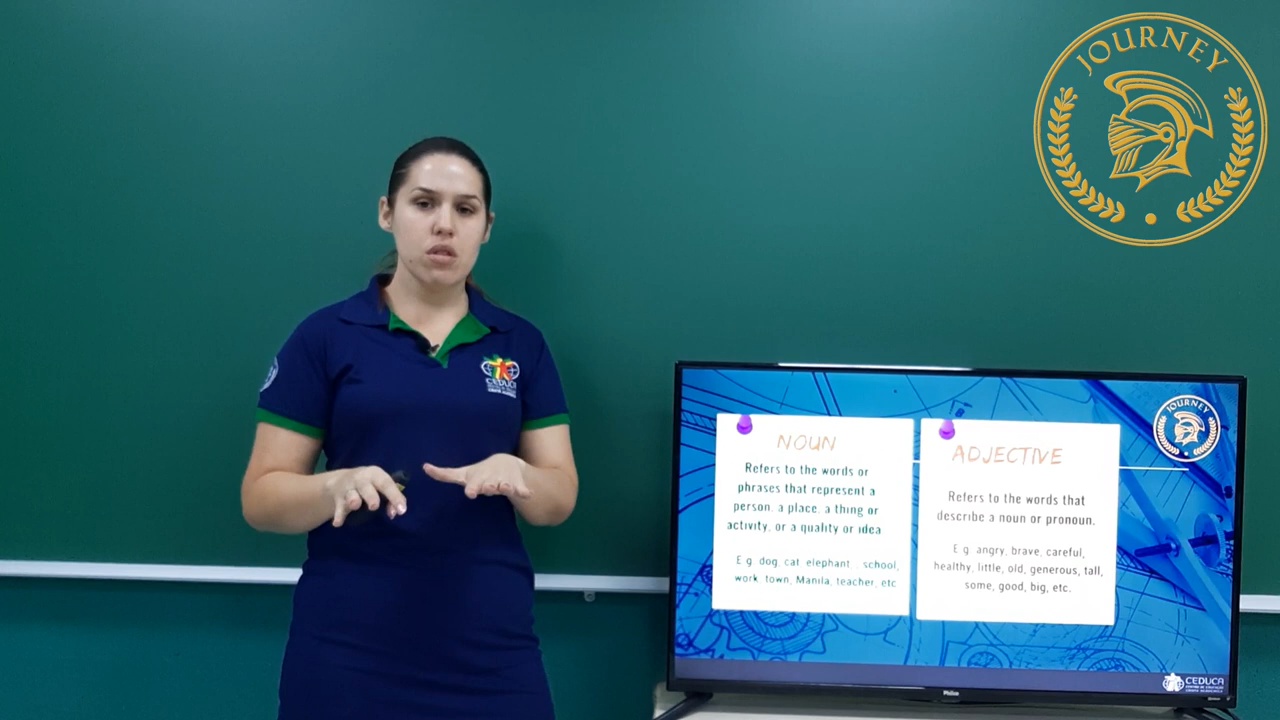 JOURNEY
CEDUCA
JOURNEY
NOUN
Refers to the words or
phrases that represent a
person, a place, a thing or
activity, or a quality or idea
E.g. dog, cat, elephant... school,
work, town, Manila, teacher, etc
ADJECTIVE
Refers to the words that
describe a noun or pronoun.
E.g. angry, brave, careful,
healthy, little, old, generous, tall,
some, good, big, etc.
CEDUCA
Philco